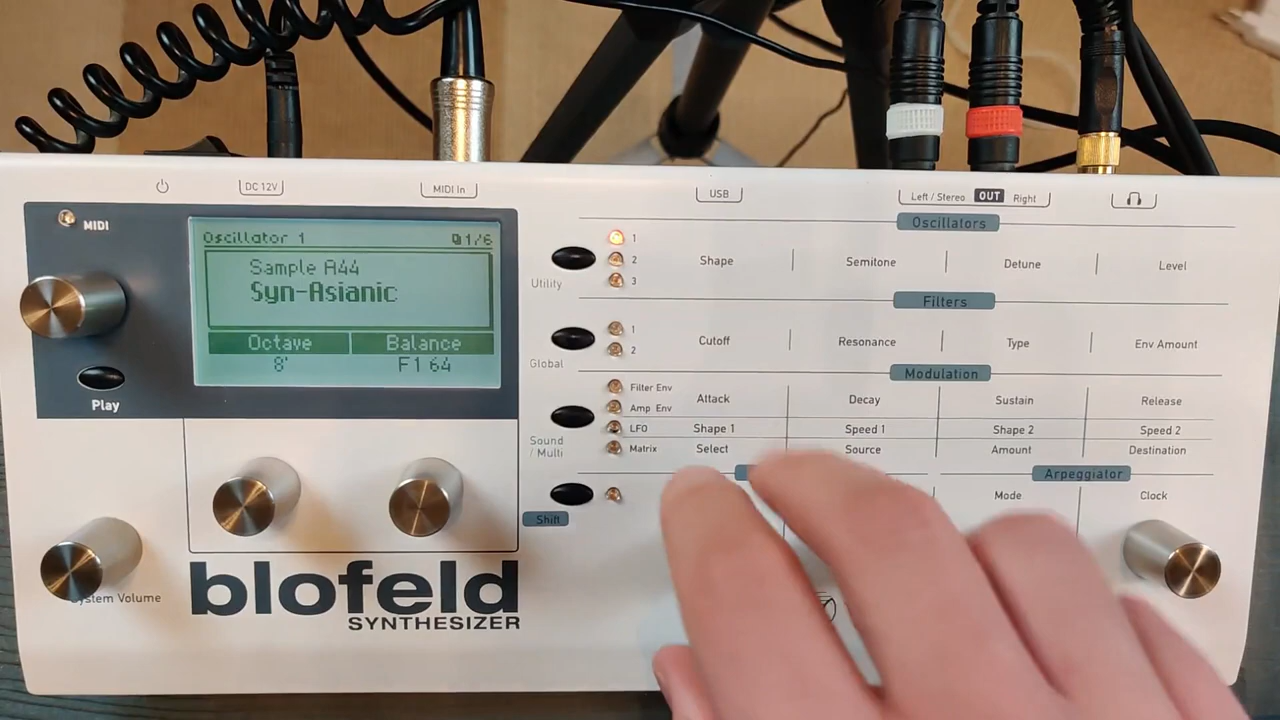 DC 12V
MIDI In
USB
Left / Stereo OUT Right
MIDI
Play
Oscillator 1 1/6
Sample A44
Syn-Asianic
Octave Balance
8' F1 64
System Volume
blofeld
SYNTHESIZER
Oscillators
1
2
3
Shape Semitone Detune Level
Utility
Filters
1
2
Cutoff Resonance Type Env Amount
Global
Modulation
Filter Env Attack Decay Sustain Release
Amp Env
LFO Shape 1 Speed 1 Shape 2 Speed 2
Matrix Select Source Amount Destination
Sound
/ Multi
Arpeggiator
Mode Clock
Shift